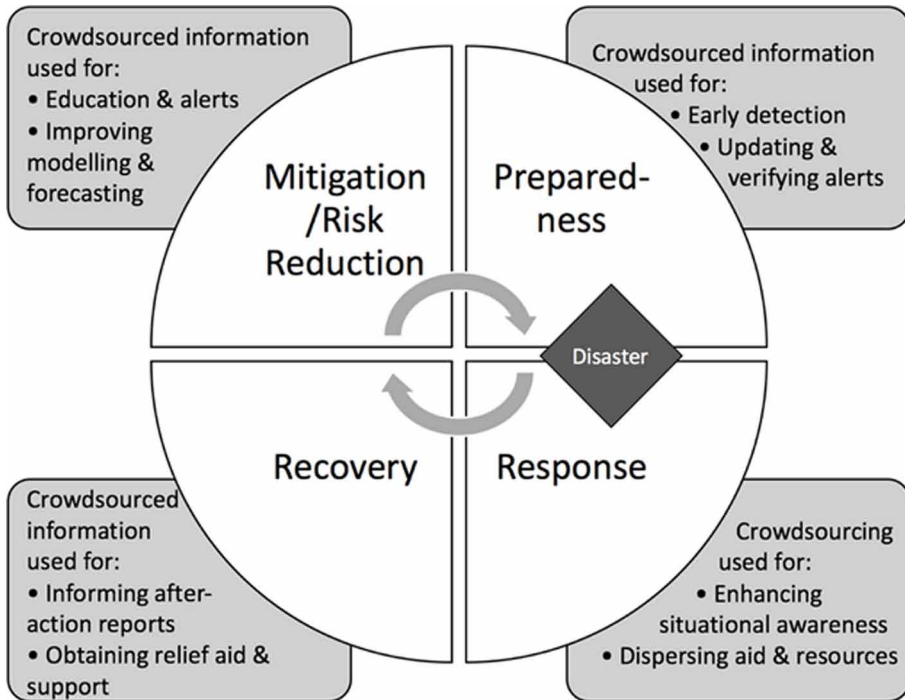 Crowdsourced information
used for:
• Education & alerts
• Improving
modelling &
forecasting
Crowdsourced information
used for:
• Early detection
• Updating &
verifying alerts
Mitigation
/Risk
Reduction
Prepared-
ness
Disaster
Recovery
Response
Crowdsourced
information
used for:
• Informing after-
action reports
• Obtaining relief aid &
support
Crowdsourcing
used for:
• Enhancing
situational awareness
• Dispersing aid & resources